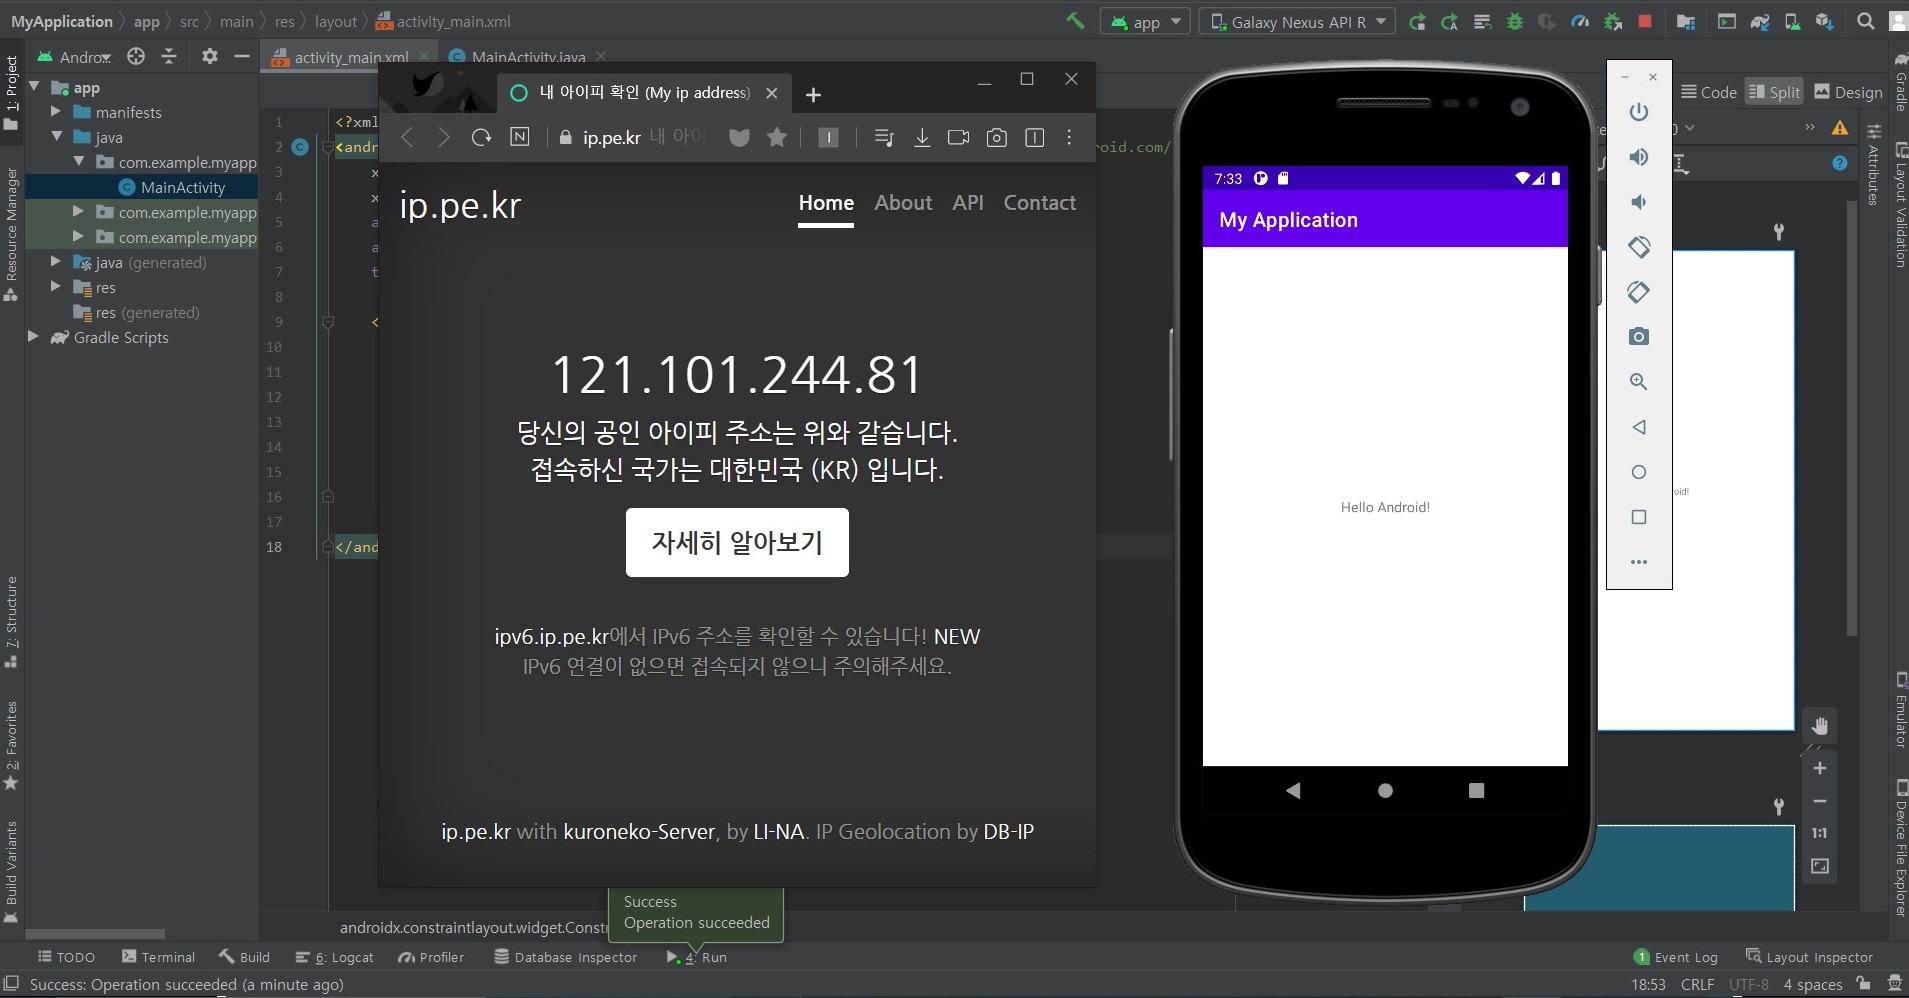 MyApplication app src main res layout activity_main.xml
app Galaxy Nexus API R
1: Project
Resource Manager
7: Structure
2: Favorites
Build Variants
Andro
app
manifests
java
com.example.myapp
MainActivity
com.example.myapp
com.example.myapp
java (generated)
res
res (generated)
Gradle Scripts
activity_main.xml MainActivity.java
1 <?xml
2 <andr
roid.com/
3 x
4 x
5 a
6 a
7 t
8
9 <
10
11
12
13
14
15
16
17
18 </and
내 아이피 확인 (My ip address)
ip.pe.kr 내 아이
ip.pe.kr
Home About API Contact
121.101.244.81
당신의 공인 아이피 주소는 위와 같습니다.
접속하신 국가는 대한민국 (KR) 입니다.
자세히 알아보기
ipv6.ip.pe.kr에서 IPv6 주소를 확인할 수 있습니다! NEW
IPv6 연결이 없으면 접속되지 않으니 주의해주세요.
ip.pe.kr with kuroneko-Server, by LI-NA. IP Geolocation by DB-IP
7:33
My Application
Hello Android!
Code Split Design
roid!
1:1
Gradle
Layout Validation
Attributes
Emulator
Device File Explorer
Success
Operation succeeded
androidx.constraintlayout.widget.Constr
TODO Terminal Build 6: Logcat Profiler Database Inspector 4: Run
1 Event Log Layout Inspector
Success: Operation succeeded (a minute ago)
18:53 CRLF UTF-8 4 spaces